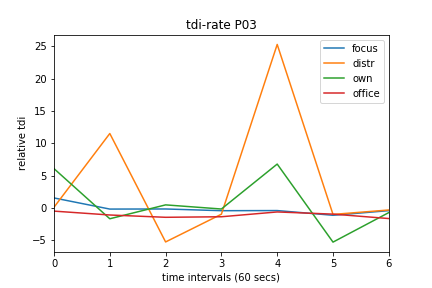 tdi-rate P03
25
20
15
10
5
0
−5
relative tdi
focus
distr
own
office
0 1 2 3 4 5 6
time intervals (60 secs)